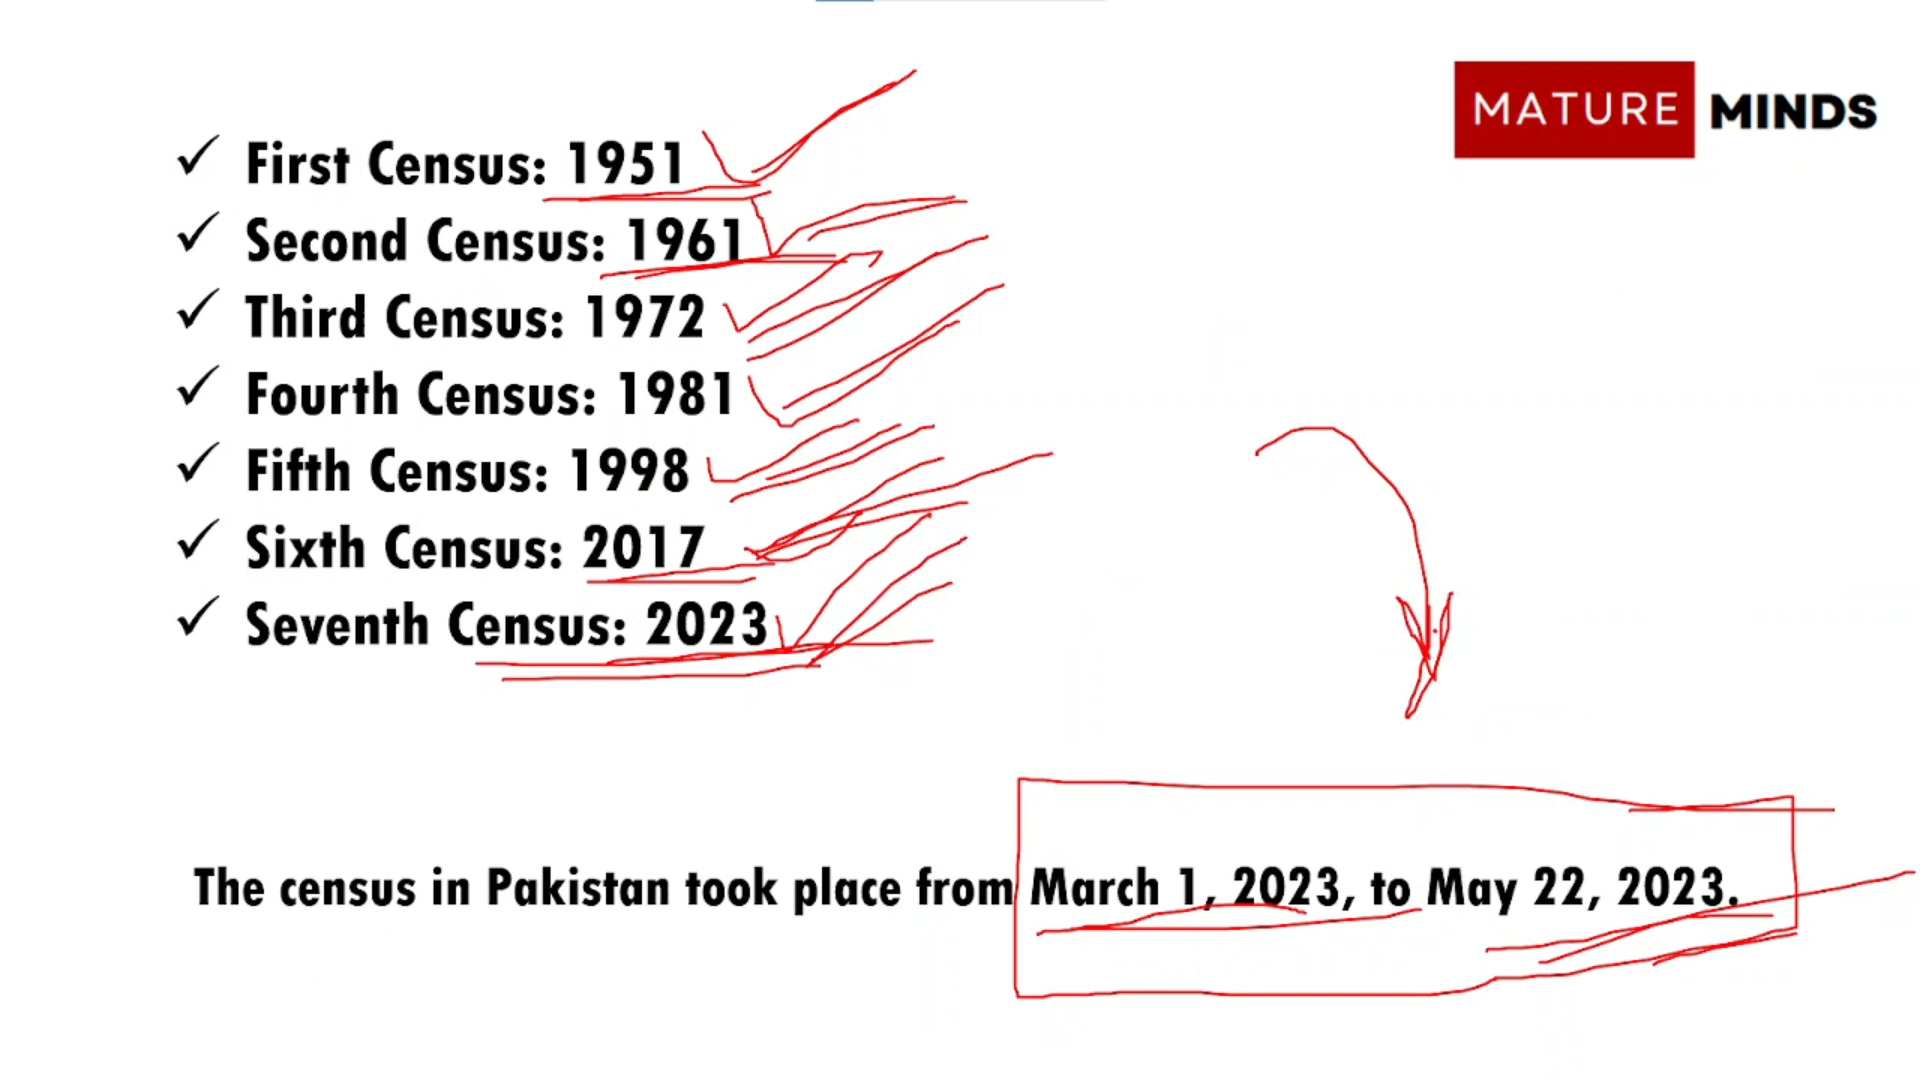 MATURE MINDS
First Census: 1951
Second Census: 1961
Third Census: 1972
Fourth Census: 1981
Fifth Census: 1998
Sixth Census: 2017
Seventh Census: 2023
The census in Pakistan took place from March 1, 2023, to May 22, 2023.